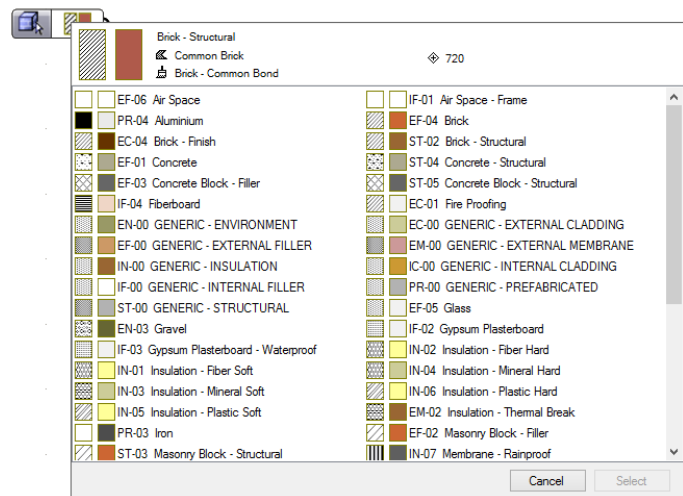 Brick - Structural
Common Brick
720
Brick - Common Bond
EF-06 Air Space
IF-01 Air Space - Frame
PR-04 Aluminium
EF-04 Brick
EC-04 Brick - Finish
ST-02 Brick - Structural
EF-01 Concrete
ST-04 Concrete - Structural
EF-03 Concrete Block - Filler
ST-05 Concrete Block - Structural
IF-04 Fiberboard
EC-01 Fire Proofing
EN-00 GENERIC - ENVIRONMENT
EC-00 GENERIC - EXTERNAL CLADDING
EF-00 GENERIC - EXTERNAL FILLER
EM-00 GENERIC - EXTERNAL MEMBRANE
IN-00 GENERIC - INSULATION
IC-00 GENERIC - INTERNAL CLADDING
IF-00 GENERIC - INTERNAL FILLER
PR-00 GENERIC - PREFABRICATED
ST-00 GENERIC - STRUCTURAL
EF-05 Glass
EN-03 Gravel
IF-02 Gypsum Plasterboard
IF-03 Gypsum Plasterboard - Waterproof
IN-02 Insulation - Fiber Hard
IN-01 Insulation - Fiber Soft
IN-04 Insulation - Mineral Hard
IN-03 Insulation - Mineral Soft
IN-06 Insulation - Plastic Hard
IN-05 Insulation - Plastic Soft
EM-02 Insulation - Thermal Break
PR-03 Iron
EF-02 Masonry Block - Filler
ST-03 Masonry Block - Structural
IN-07 Membrane - Rainproof
Cancel
Select